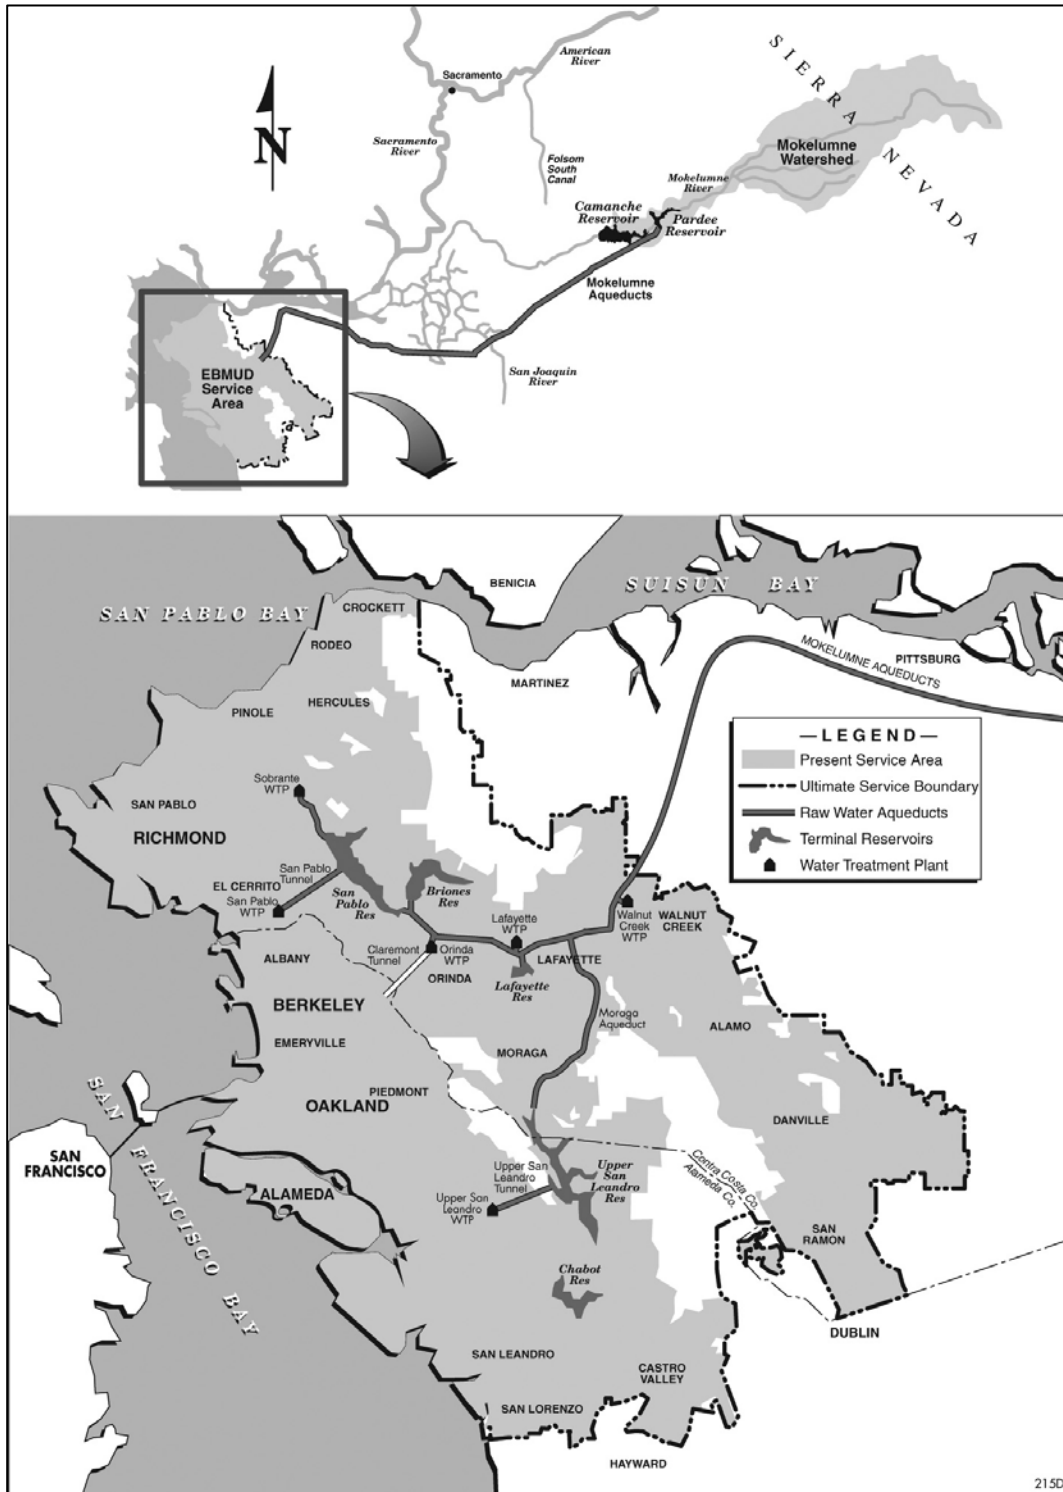 SIERRA NEVADA
American
River
Sacramento
Sacramento
River
N
Folsom
South
Canal
Mokelumne
Watershed
Mokelumne
River
Camanche
Reservoir
Pardee
Reservoir
Mokelumne
Aqueducts
EBMUD
Service
Area
San Joaquin
River
BENICIA
SUISUN BAY
SAN PABLO BAY
CROCKETT
RODEO
MARTINEZ
MOKELUMNE AQUEDUCTS
PITTSBURG
HERCULES
PINOLE
—LEGEND—
Present Service Area
Ultimate Service Boundary
Raw Water Aqueducts
Terminal Reservoirs
Water Treatment Plant
Sobrante
WTP
SAN PABLO
RICHMOND
San Pablo
Tunnel
EL CERRITO
San Pablo
WTP
San
Pablo
Res
Briones
Res
Lafayette
WTP
Walnut
Creek
WTP
WALNUT
CREEK
Claremont
Tunnel
Orinda
WTP
ORINDA
LAFAYETTE
Lafayette
Res
ALBANY
BERKELEY
EMERYVILLE
Moraga
Aqueduct
ALAMO
MORAGA
PIEDMONT
OAKLAND
DANVILLE
SAN
FRANCISCO
SAN FRANCISCO BAY
ALAMEDA
Upper San
Leandro
Tunnel
Upper
San
Leandro
Res
Upper San
Leandro
WTP
Contra Costa Co.
Alameda Co.
SAN
RAMON
Chabot
Res
DUBLIN
SAN LEANDRO
CASTRO
VALLEY
SAN LORENZO
HAYWARD
215D